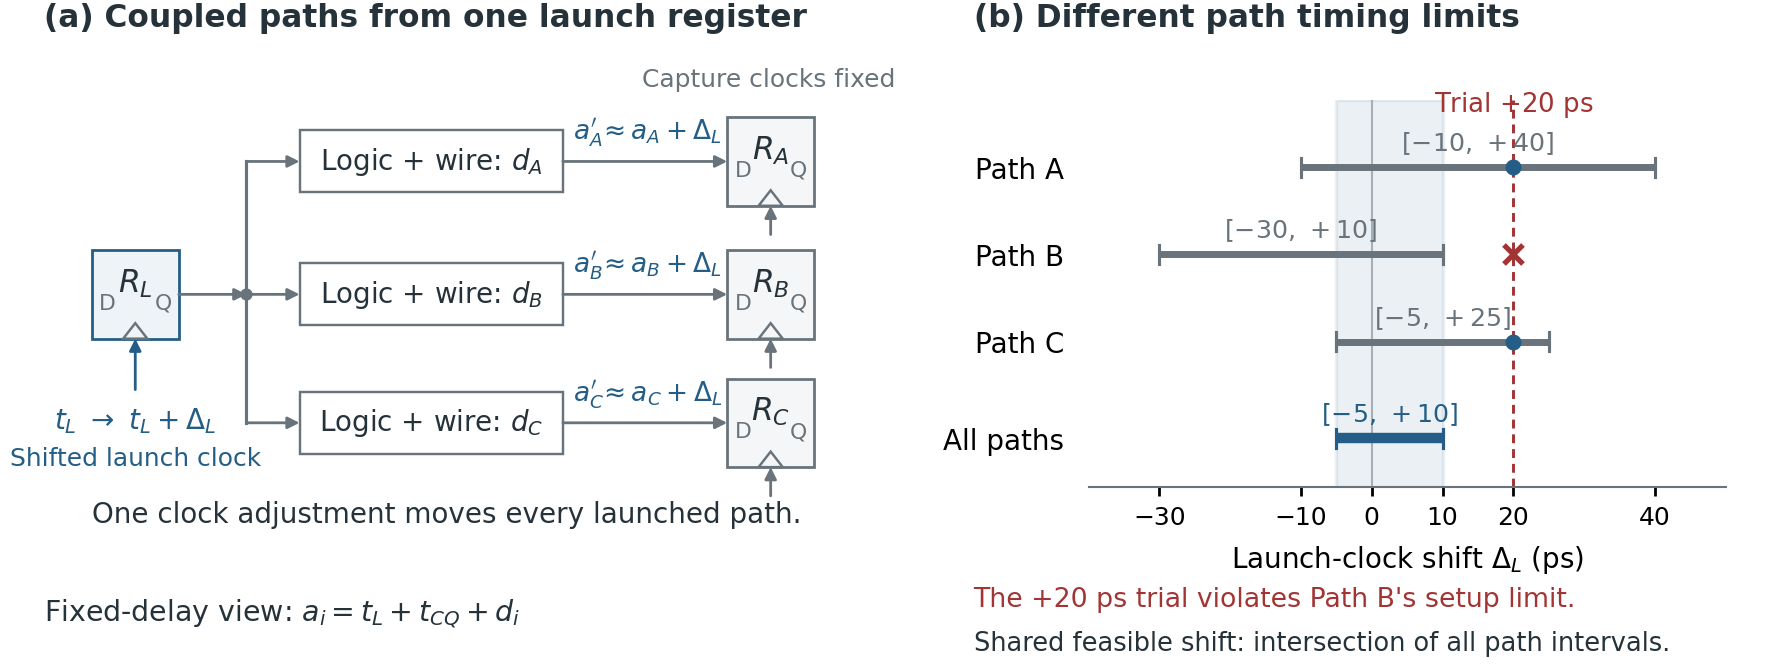 (a) Coupled paths from one launch register
Capture clocks fixed
Logic + wire: d_A
a′_A ≈ a_A + Δ_L
D R_A Q
R_L
D Q
Logic + wire: d_B
a′_B ≈ a_B + Δ_L
D R_B Q
Logic + wire: d_C
a′_C ≈ a_C + Δ_L
D R_C Q
t_L → t_L + Δ_L
Shifted launch clock
One clock adjustment moves every launched path.
Fixed-delay view: a_i = t_L + t_CQ + d_i
(b) Different path timing limits
Trial +20 ps
[−10, +40]
Path A
[−30, +10]
Path B
[−5, +25]
Path C
[−5, +10]
All paths
−30 −10 0 10 20 40
Launch-clock shift Δ_L (ps)
The +20 ps trial violates Path B's setup limit.
Shared feasible shift: intersection of all path intervals.